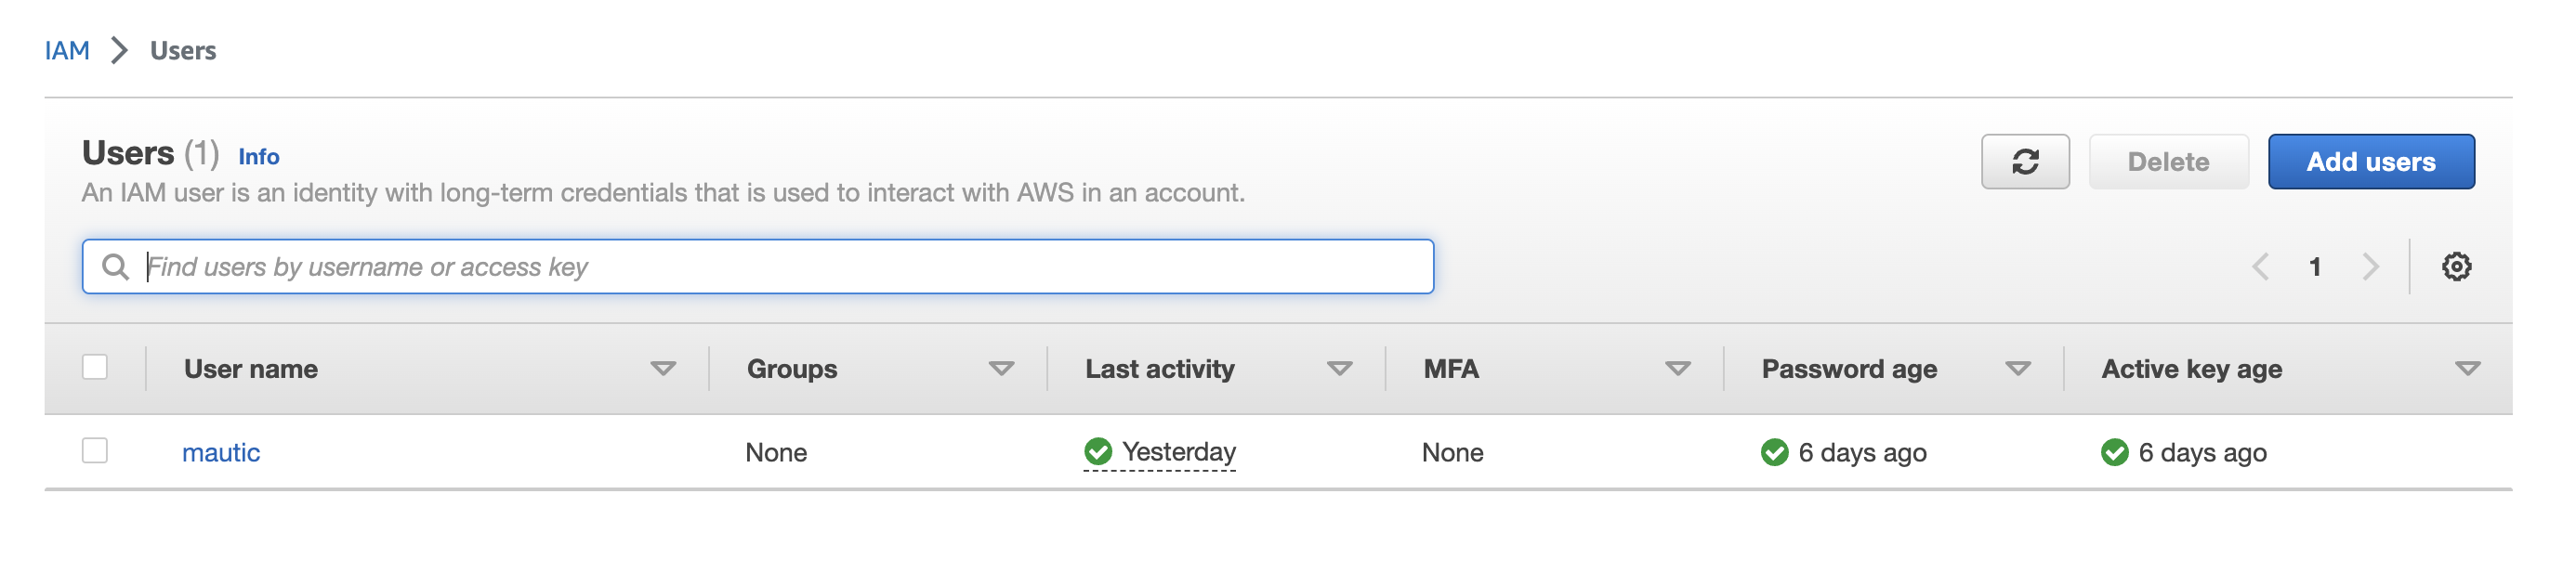 IAM > Users
Users (1) Info
Delete
Add users
An IAM user is an identity with long-term credentials that is used to interact with AWS in an account.
Find users by username or access key
1
User name Groups Last activity MFA Password age Active key age
mautic None Yesterday None 6 days ago 6 days ago